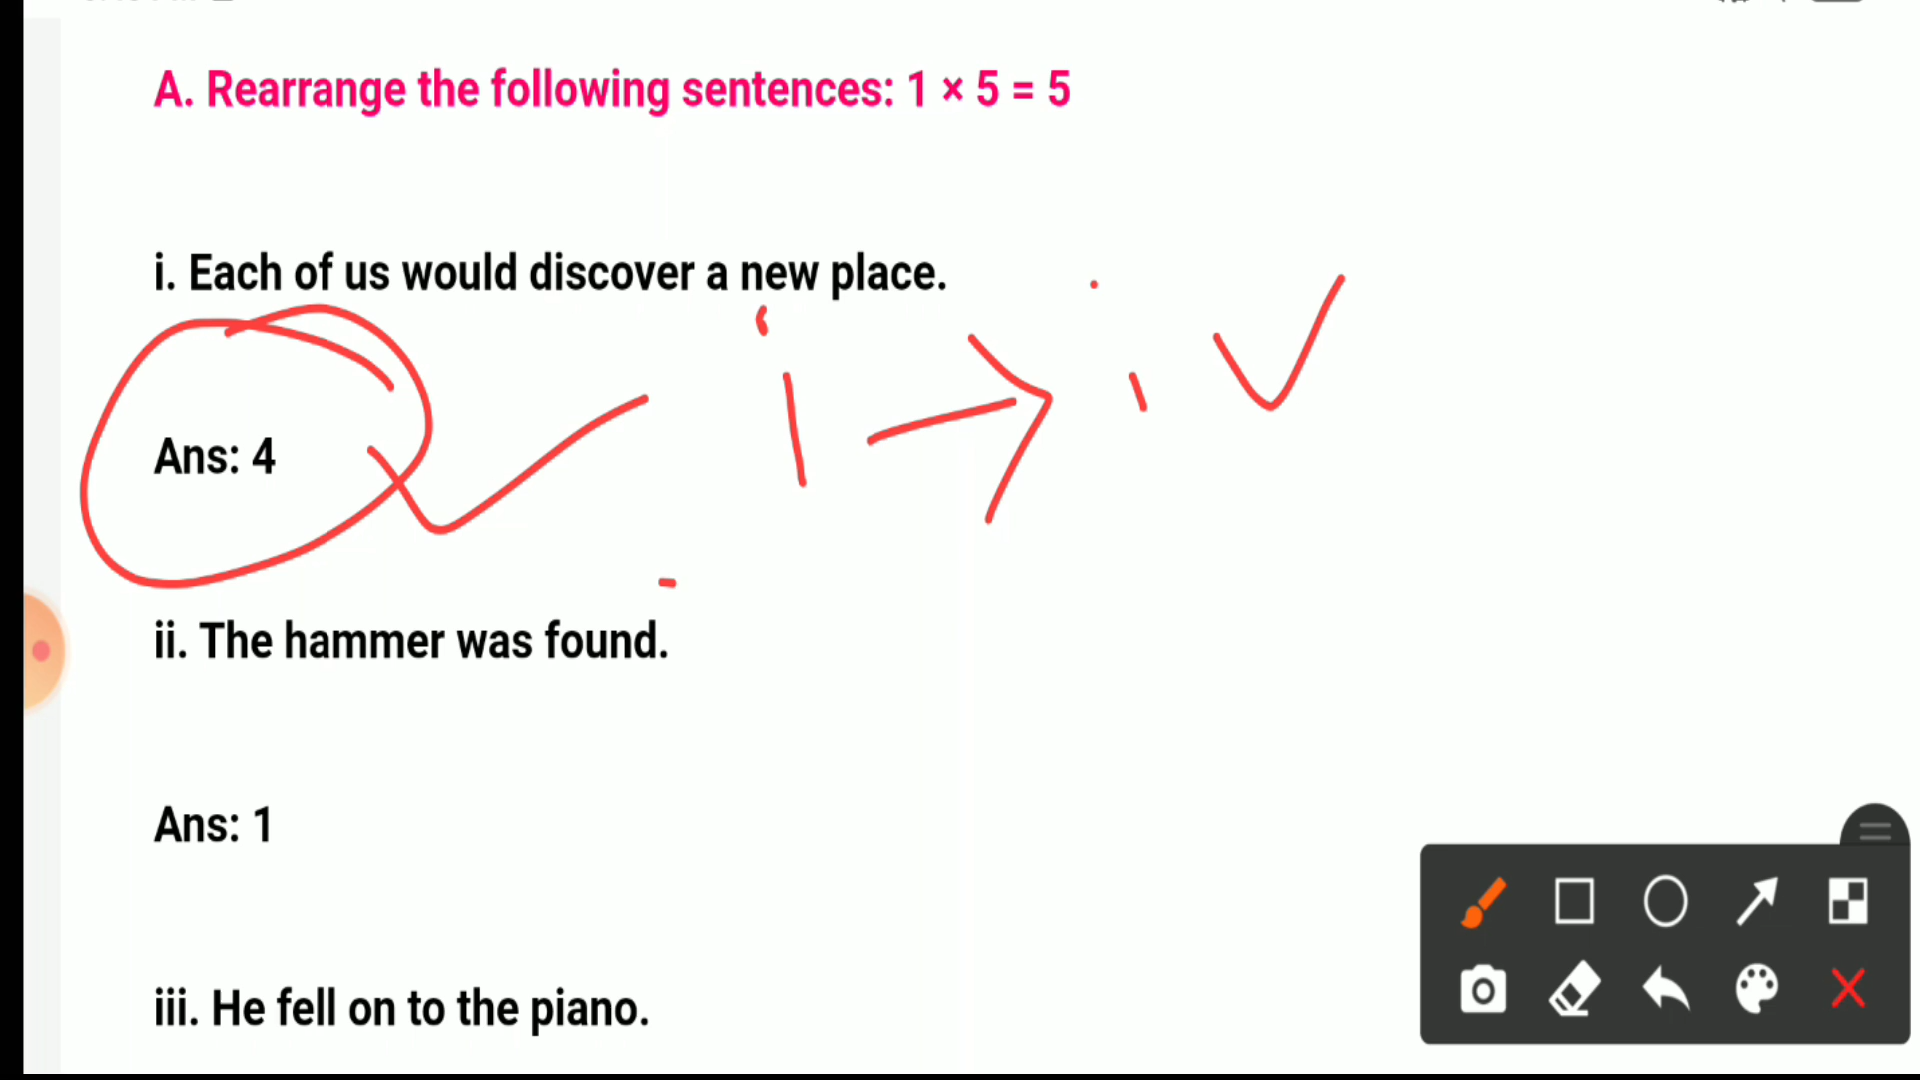 A. Rearrange the following sentences: 1 × 5 = 5
i. Each of us would discover a new place.
Ans: 4
i → iv
ii. The hammer was found.
Ans: 1
iii. He fell on to the piano.